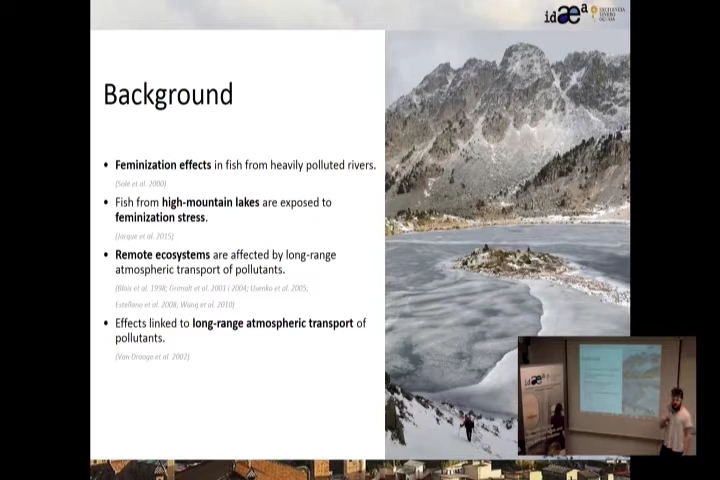 idæa
Background
• Feminization effects in fish from heavily polluted rivers.
(Solé et al. 2000)
• Fish from high-mountain lakes are exposed to
feminization stress.
(Jarque et al. 2015)
• Remote ecosystems are affected by long-range
atmospheric transport of pollutants.
(Blais et al. 1998; Grimalt et al. 2001 i 2004; Usenko et al. 2005;
Estellano et al. 2008; Wang et al. 2010)
• Effects linked to long-range atmospheric transport of
pollutants.
(Van Drooge et al. 2002)